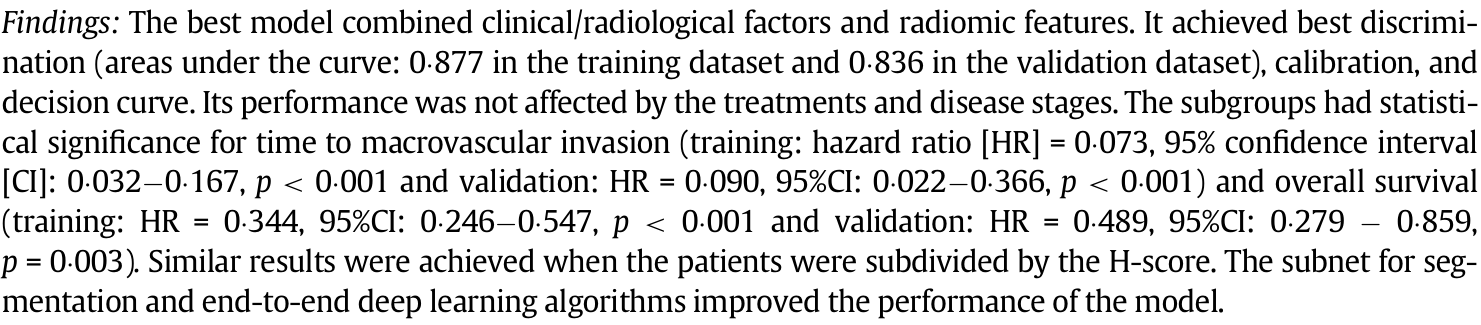 Findings: The best model combined clinical/radiological factors and radiomic features. It achieved best discrimi-
nation (areas under the curve: 0·877 in the training dataset and 0·836 in the validation dataset), calibration, and
decision curve. Its performance was not affected by the treatments and disease stages. The subgroups had statisti-
cal significance for time to macrovascular invasion (training: hazard ratio [HR] = 0·073, 95% confidence interval
[CI]: 0·032−0·167, p < 0·001 and validation: HR = 0·090, 95%CI: 0·022−0·366, p < 0·001) and overall survival
(training: HR = 0·344, 95%CI: 0·246−0·547, p < 0·001 and validation: HR = 0·489, 95%CI: 0·279 − 0·859,
p = 0·003). Similar results were achieved when the patients were subdivided by the H-score. The subnet for seg-
mentation and end-to-end deep learning algorithms improved the performance of the model.